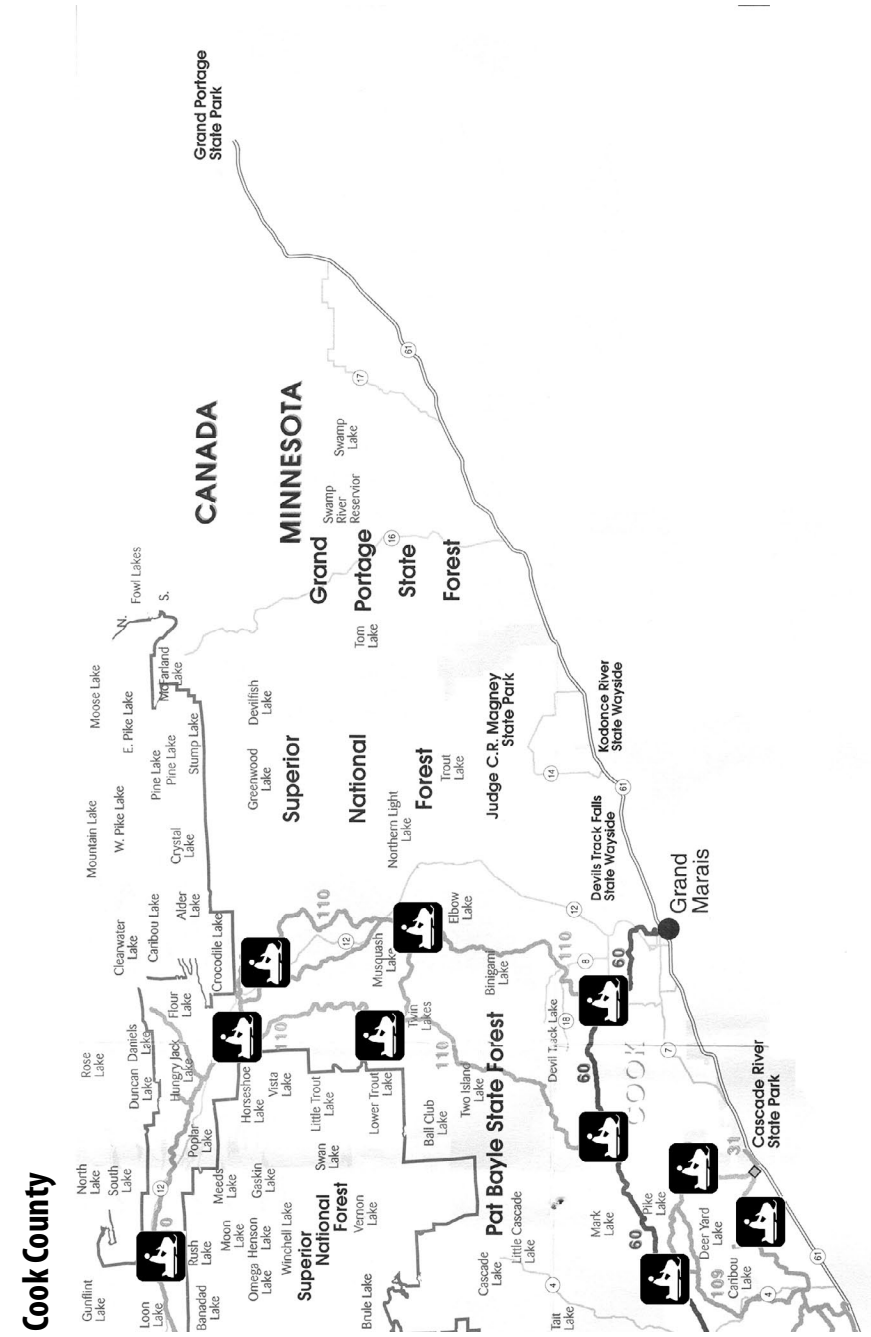 Cook County
Gunflint
Lake
North
Lake
South
Lake
Rose
Lake
Mountain Lake
Moose Lake
Loon
Lake
0
12
Duncan
Lake
Daniels
Lake
Clearwater
Lake
W. Pike Lake
E. Pike Lake
N.
Fowl Lakes
S.
Rush
Lake
Banadad
Lake
Poplar
Lake
Hungry Jack
Lake
Flour
Lake
Caribou Lake
Alder
Lake
Crystal
Lake
Pine Lake
Pine Lake
Stump Lake
McFarland
Lake
Crocodile Lake
Grand Portage
State Park
CANADA
Meeds
Lake
Moon
Lake
Omega
Lake
Henson
Lake
Gaskin
Lake
Winchell Lake
Horseshoe
Lake
Vista
Lake
110
Greenwood
Lake
Devilfish
Lake
MINNESOTA
Superior
National
Forest
Swan
Lake
Little Trout
Lake
110
12
Superior
National
Forest
Grand
Portage
State
Forest
Swamp
River
Reservior
Swamp
Lake
17
16
61
Tom
Lake
Vernon
Lake
Brule Lake
Lower Trout
Lake
Musquash
Lake
Northern Light
Lake
Trout
Lake
Ball Club
Lake
110
Twin
Lakes
Elbow
Lake
Two Island
Lake
Binigami
Lake
Judge C.R. Magney
State Park
Pat Bayle State Forest
Cascade
Lake
Little Cascade
Lake
4
Tait
Lake
Devil Track Lake
18
110
8
12
14
Mark
Lake
60
Devils Track Falls
State Wayside
Kodonce River
State Wayside
60
61
COOK
60
Pike
Lake
7
Grand
Marais
Deer Yard
Lake
109
Caribou
Lake
4
31
Cascade River
State Park
61